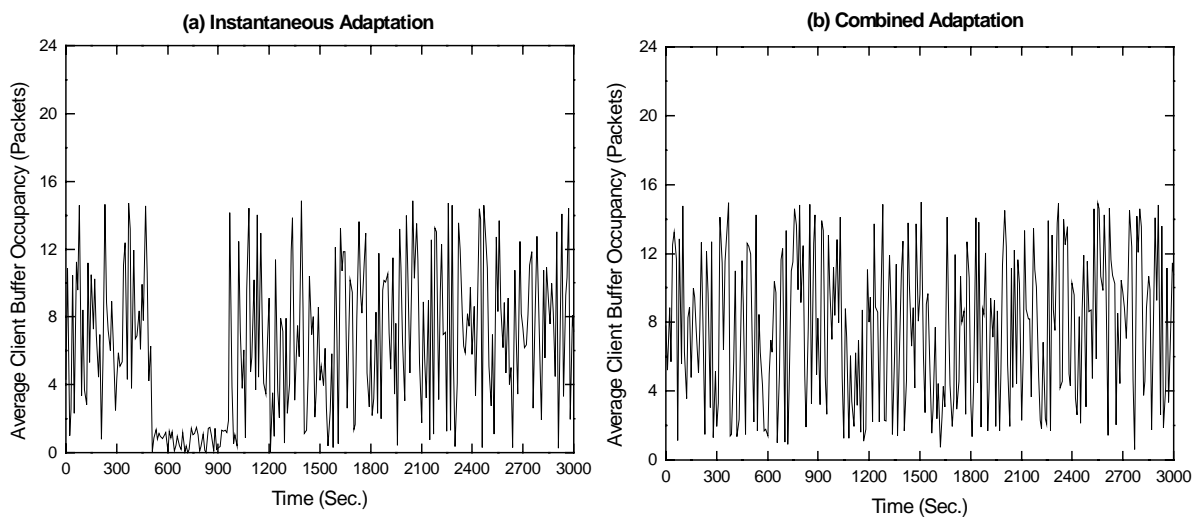 (a) Instantaneous Adaptation
24
20
16
12
8
4
0
Average Client Buffer Occupancy (Packets)
0 300 600 900 1200 1500 1800 2100 2400 2700 3000
Time (Sec.)
(b) Combined Adaptation
24
20
16
12
8
4
0
Average Client Buffer Occupancy (Packets)
0 300 600 900 1200 1500 1800 2100 2400 2700 3000
Time (Sec.)